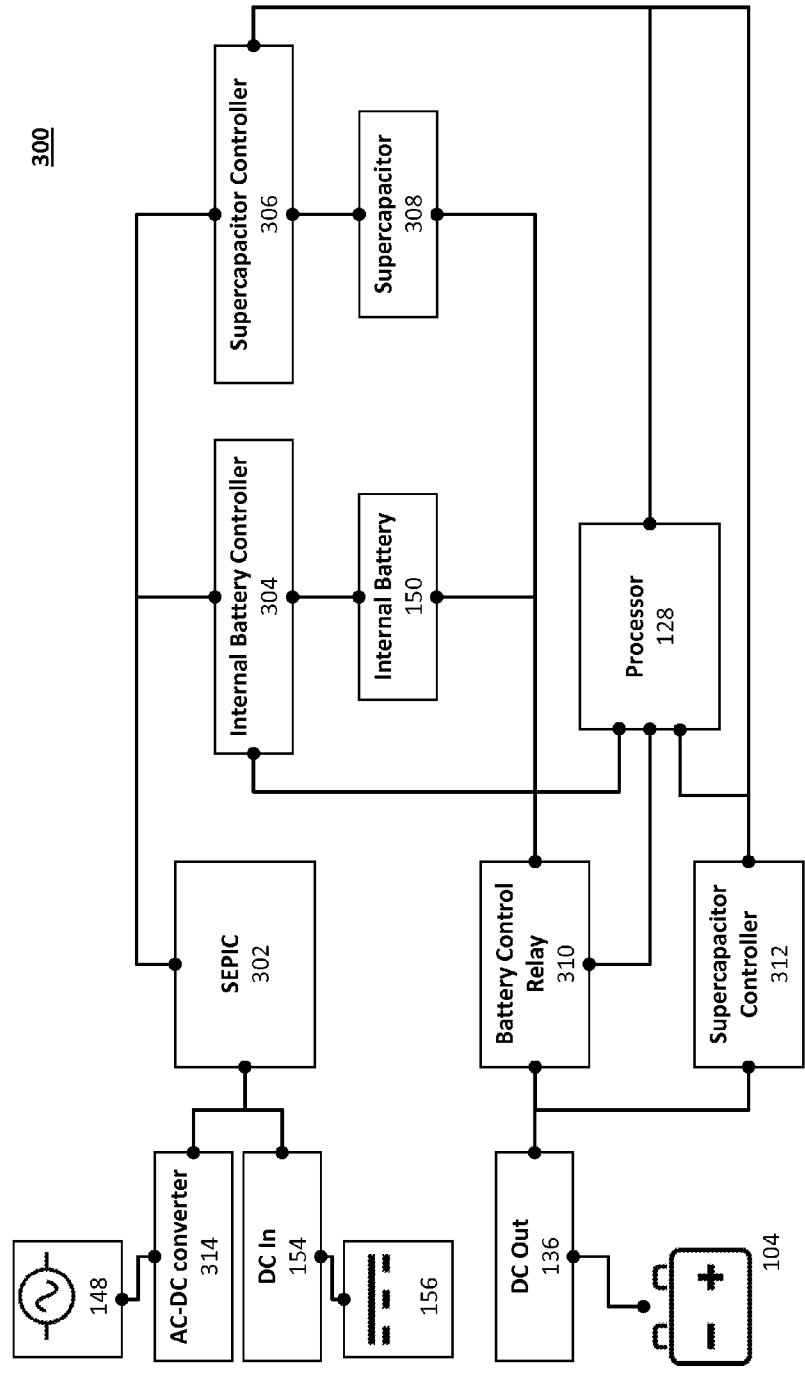 300
148
AC-DC converter
314
DC In
154
156
SEPIC
302
Internal Battery Controller
304
Internal Battery
150
Supercapacitor Controller
306
Supercapacitor
308
DC Out
136
104
Battery Control
Relay
310
Supercapacitor
Controller
312
Processor
128